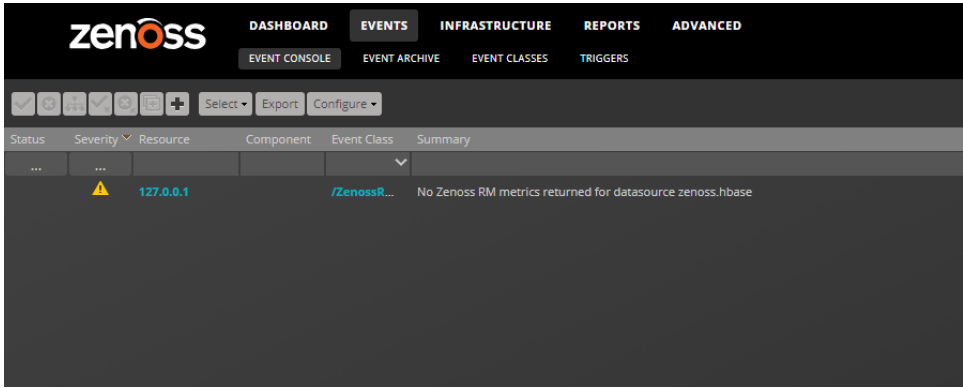 zenoss
DASHBOARD EVENTS INFRASTRUCTURE REPORTS ADVANCED
EVENT CONSOLE EVENT ARCHIVE EVENT CLASSES TRIGGERS
Select Export Configure
Status Severity Resource Component Event Class Summary
... ...
127.0.0.1 /ZenossR... No Zenoss RM metrics returned for datasource zenoss.hbase